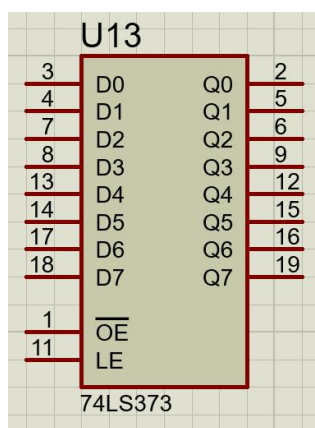 U13
3 D0 Q0 2
4 D1 Q1 5
7 D2 Q2 6
8 D3 Q3 9
13 D4 Q4 12
14 D5 Q5 15
17 D6 Q6 16
18 D7 Q7 19
1 OE
11 LE
74LS373